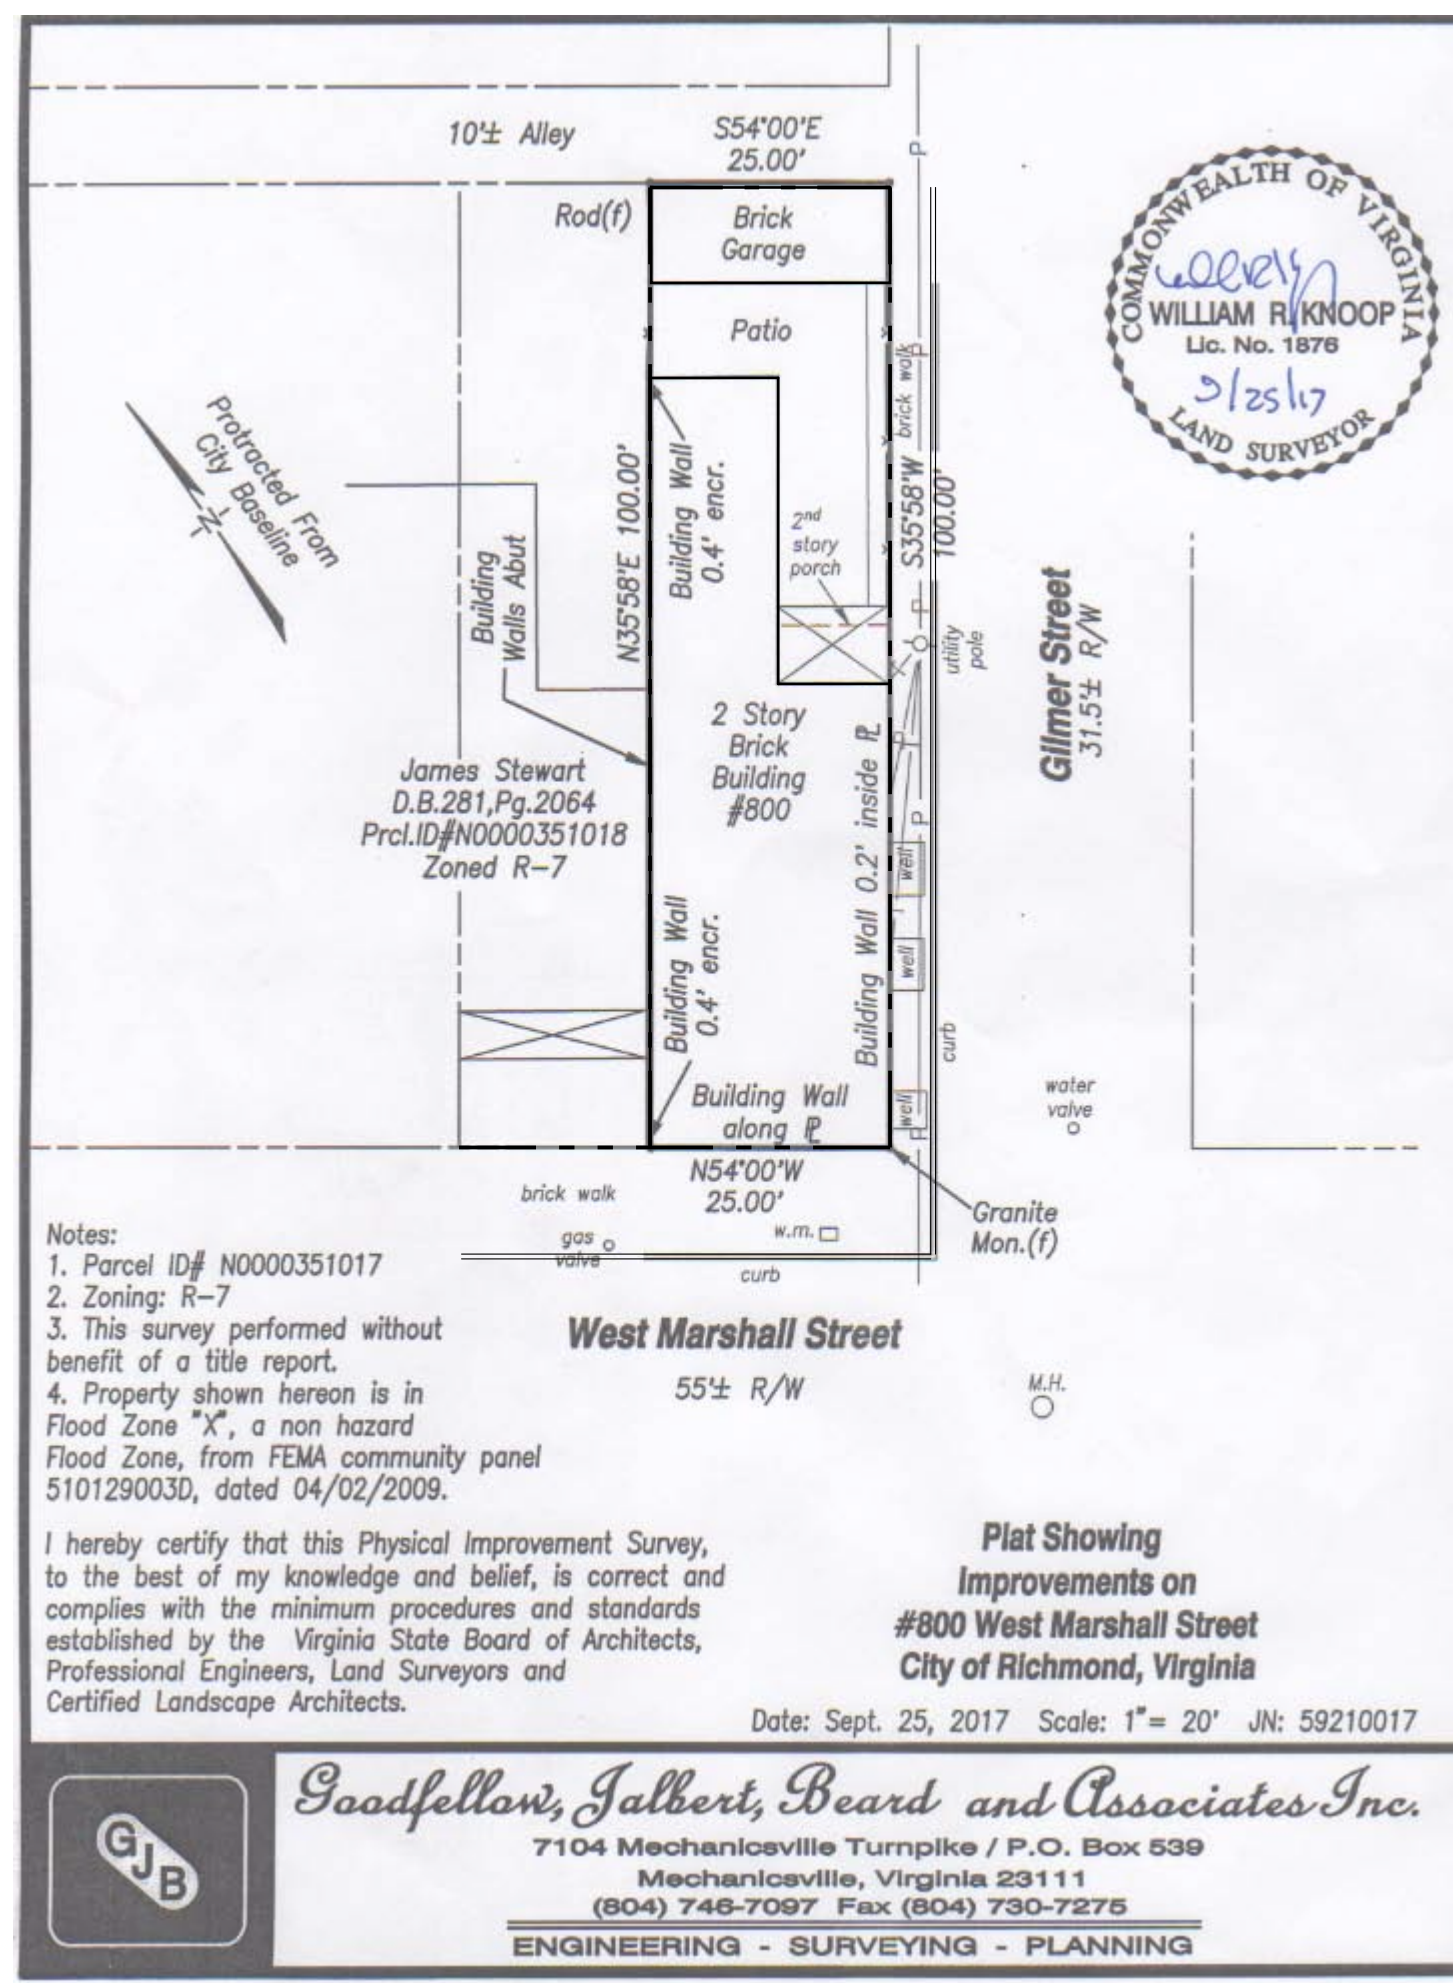 10'± Alley
S54°00'E
25.00'
Rod(f)
Brick
Garage
Patio
P
P
brick walk
COMMONWEALTH OF VIRGINIA
WILLIAM R. KNOOP
Lic. No. 1876
9/25/17
LAND SURVEYOR
Protracted From
City Baseline
N
Building Wall
0.4' encr.
N35°58'E 100.00'
S35°58'W
100.00'
2nd
story
porch
Building
Walls Abut
utility
pole
P
Gilmer Street
31.5'± R/W
2 Story
Brick
Building
#800
James Stewart
D.B.281,Pg.2064
Prcl.ID#N0000351018
Zoned R-7
Building Wall 0.2' inside ⅊
P
P
well
well
well
P
Building Wall
0.4' encr.
curb
water
valve
Building Wall
along ⅊
N54°00'W
25.00'
brick walk
Granite
Mon.(f)
w.m.
gas
valve
curb
West Marshall Street
55'± R/W
M.H.
Notes:
1. Parcel ID# N0000351017
2. Zoning: R-7
3. This survey performed without
benefit of a title report.
4. Property shown hereon is in
Flood Zone "X", a non hazard
Flood Zone, from FEMA community panel
510129003D, dated 04/02/2009.
I hereby certify that this Physical Improvement Survey,
to the best of my knowledge and belief, is correct and
complies with the minimum procedures and standards
established by the Virginia State Board of Architects,
Professional Engineers, Land Surveyors and
Certified Landscape Architects.
Plat Showing
Improvements on
#800 West Marshall Street
City of Richmond, Virginia
Date: Sept. 25, 2017 Scale: 1"= 20' JN: 59210017
GJB
Goodfellow, Jalbert, Beard and Associates Inc.
7104 Mechanicsville Turnpike / P.O. Box 539
Mechanicsville, Virginia 23111
(804) 746-7097 Fax (804) 730-7275
ENGINEERING - SURVEYING - PLANNING